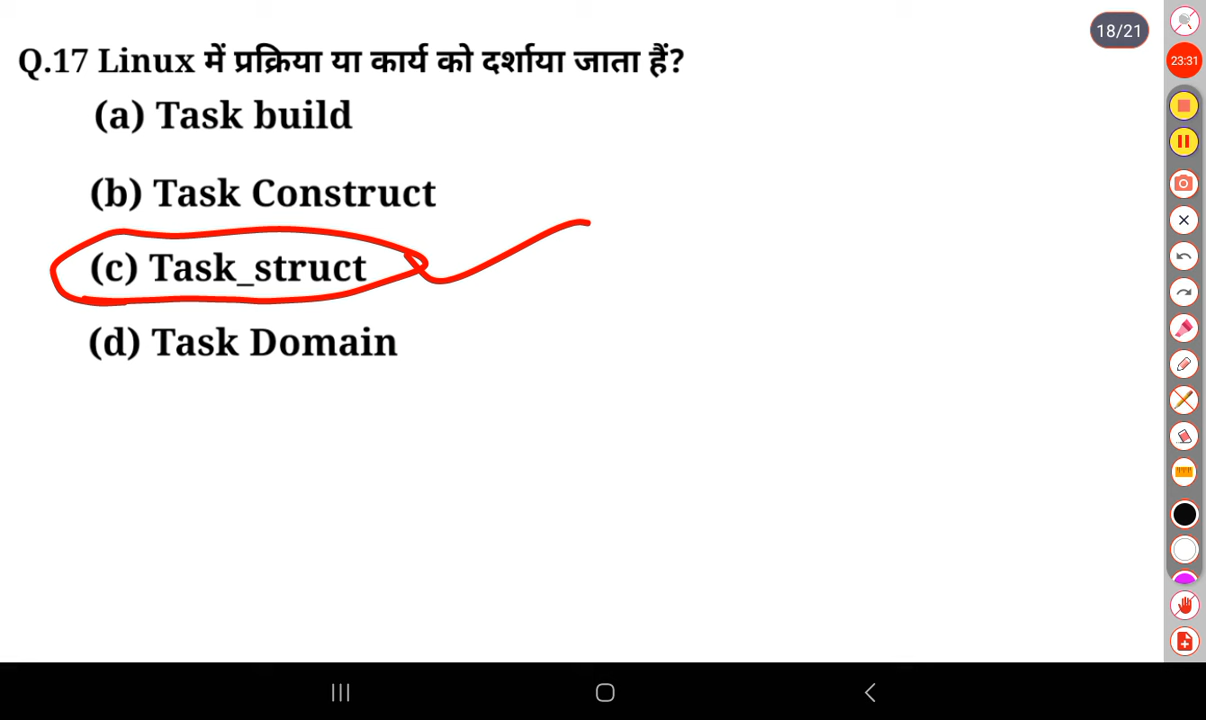 18/21
Q.17 Linux में प्रक्रिया या कार्य को दर्शाया जाता हैं?
23:31
(a) Task build
(b) Task Construct
(c) Task_struct
(d) Task Domain